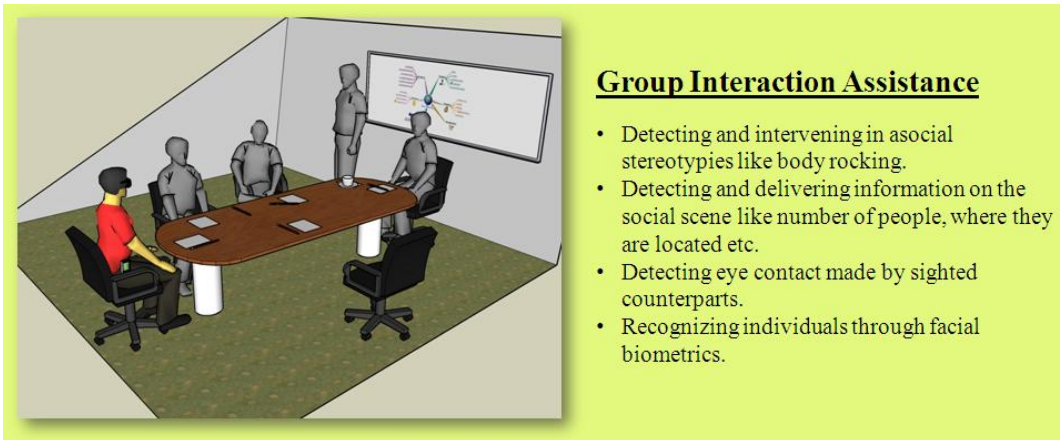 Group Interaction Assistance
• Detecting and intervening in asocial
stereotypies like body rocking.
• Detecting and delivering information on the
social scene like number of people, where they
are located etc.
• Detecting eye contact made by sighted
counterparts.
• Recognizing individuals through facial
biometrics.